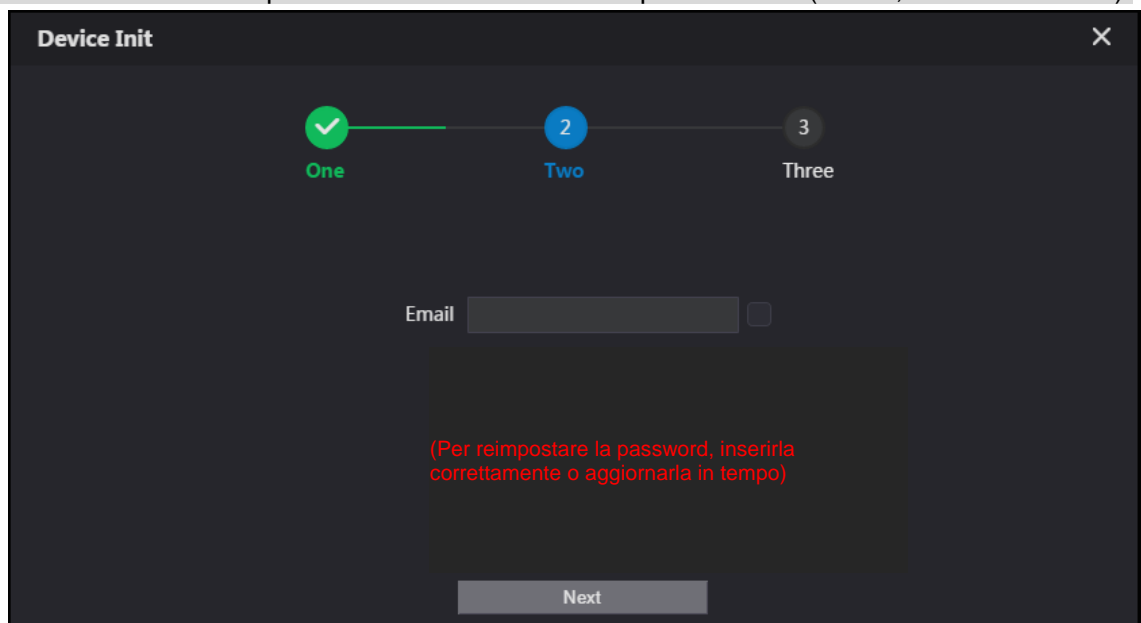 Device Init
2
3
One
Two
Three
Email
(Per reimpostare la password, inserirla
correttamente o aggiornarla in tempo)
Next